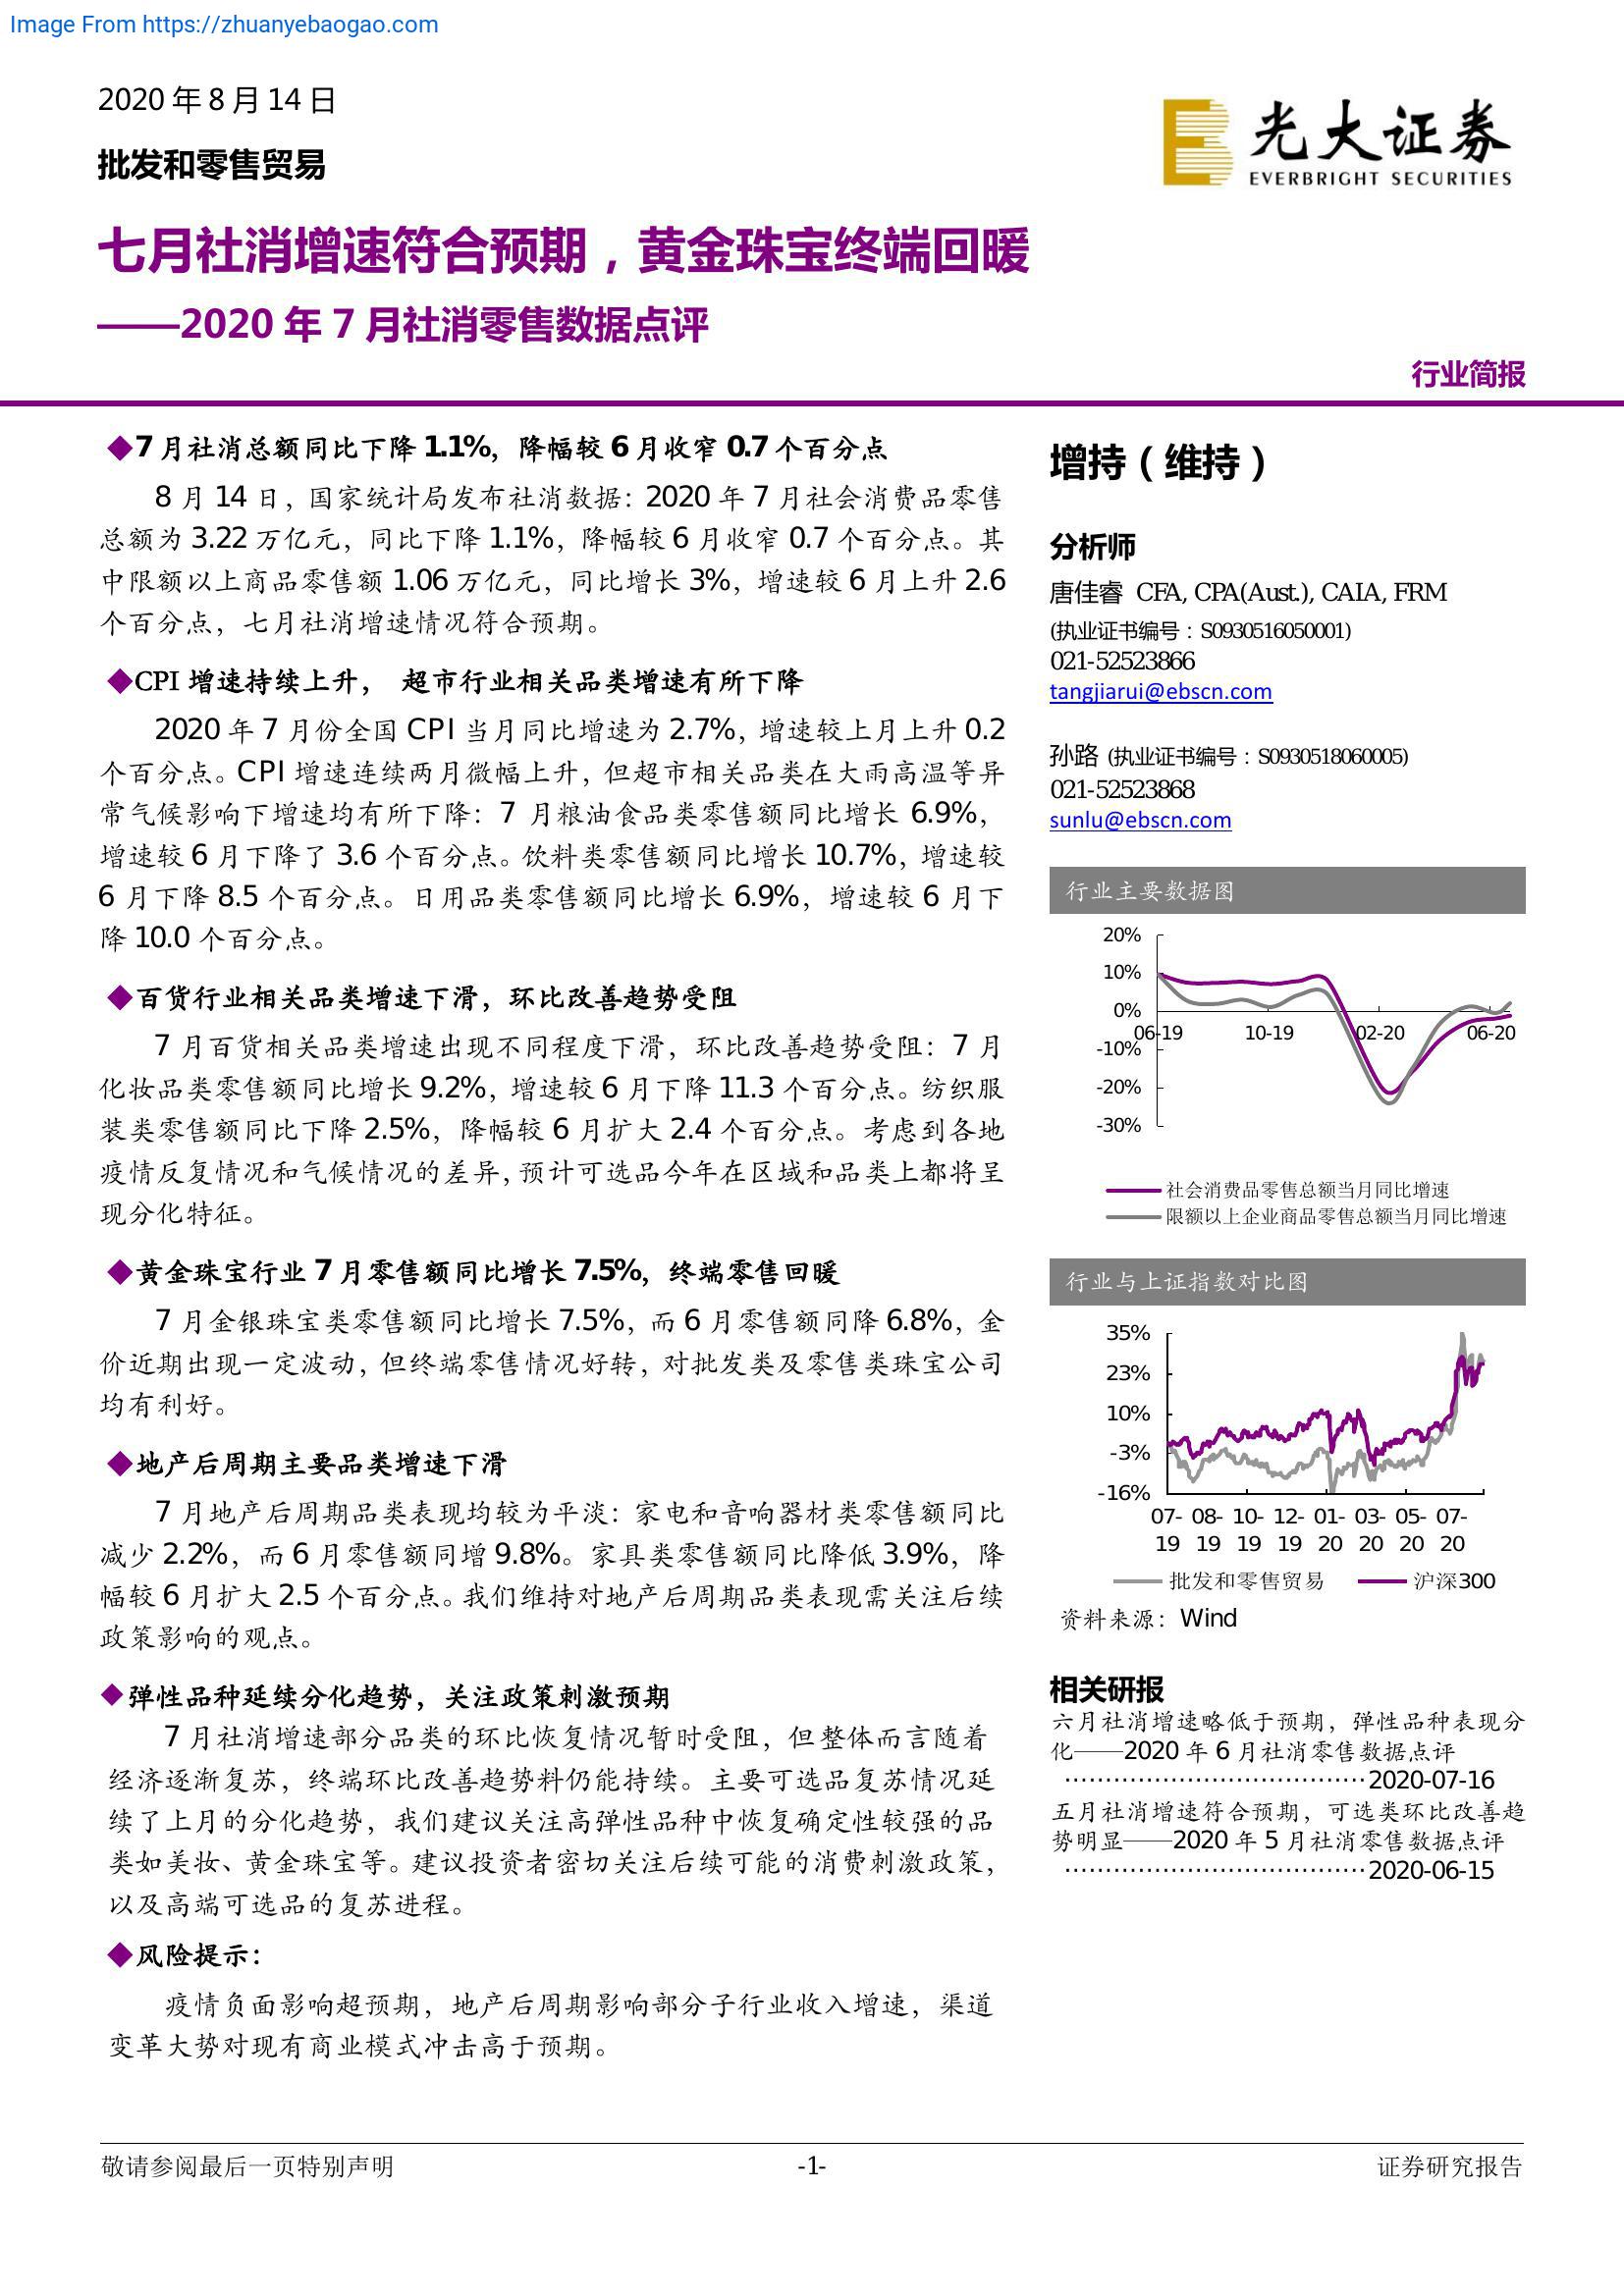 Image From https://zhuanyebaogao.com
2020 年 8 月 14 日
批发和零售贸易
光大证券
EVERBRIGHT SECURITIES
七月社消增速符合预期，黄金珠宝终端回暖
——2020 年 7 月社消零售数据点评
行业简报
◆7 月社消总额同比下降 1.1%，降幅较 6 月收窄 0.7 个百分点
8 月 14 日，国家统计局发布社消数据：2020 年 7 月社会消费品零售
总额为 3.22 万亿元，同比下降 1.1%，降幅较 6 月收窄 0.7 个百分点。其
中限额以上商品零售额 1.06 万亿元，同比增长 3%，增速较 6 月上升 2.6
个百分点，七月社消增速情况符合预期。
◆CPI 增速持续上升， 超市行业相关品类增速有所下降
2020 年 7 月份全国 CPI 当月同比增速为 2.7%，增速较上月上升 0.2
个百分点。CPI 增速连续两月微幅上升，但超市相关品类在大雨高温等异
常气候影响下增速均有所下降：7 月粮油食品类零售额同比增长 6.9%，
增速较 6 月下降了 3.6 个百分点。饮料类零售额同比增长 10.7%，增速较
6 月下降 8.5 个百分点。日用品类零售额同比增长 6.9%，增速较 6 月下
降 10.0 个百分点。
◆百货行业相关品类增速下滑，环比改善趋势受阻
7 月百货相关品类增速出现不同程度下滑，环比改善趋势受阻：7 月
化妆品类零售额同比增长 9.2%，增速较 6 月下降 11.3 个百分点。纺织服
装类零售额同比下降 2.5%，降幅较 6 月扩大 2.4 个百分点。考虑到各地
疫情反复情况和气候情况的差异，预计可选品今年在区域和品类上都将呈
现分化特征。
◆黄金珠宝行业 7 月零售额同比增长 7.5%，终端零售回暖
7 月金银珠宝类零售额同比增长 7.5%，而 6 月零售额同降 6.8%，金
价近期出现一定波动，但终端零售情况好转，对批发类及零售类珠宝公司
均有利好。
◆地产后周期主要品类增速下滑
7 月地产后周期品类表现均较为平淡：家电和音响器材类零售额同比
减少 2.2%，而 6 月零售额同增 9.8%。家具类零售额同比降低 3.9%，降
幅较 6 月扩大 2.5 个百分点。我们维持对地产后周期品类表现需关注后续
政策影响的观点。
◆弹性品种延续分化趋势，关注政策刺激预期
7 月社消增速部分品类的环比恢复情况暂时受阻，但整体而言随着
经济逐渐复苏，终端环比改善趋势料仍能持续。主要可选品复苏情况延
续了上月的分化趋势，我们建议关注高弹性品种中恢复确定性较强的品
类如美妆、黄金珠宝等。建议投资者密切关注后续可能的消费刺激政策，
以及高端可选品的复苏进程。
◆风险提示：
疫情负面影响超预期，地产后周期影响部分子行业收入增速，渠道
变革大势对现有商业模式冲击高于预期。
增持（维持）
分析师
唐佳睿 CFA, CPA(Aust.), CAIA, FRM
(执业证书编号：S0930516050001)
021-52523866
tangjiarui@ebscn.com
孙路 (执业证书编号：S0930518060005)
021-52523868
sunlu@ebscn.com
行业主要数据图
20%
10%
0%
06-19 10-19 02-20 06-20
-10%
-20%
-30%
社会消费品零售总额当月同比增速
限额以上企业商品零售总额当月同比增速
行业与上证指数对比图
35%
23%
10%
-3%
-16%
07- 08- 10- 12- 01- 03- 05- 07-
19 19 19 19 20 20 20 20
批发和零售贸易 沪深300
资料来源：Wind
相关研报
六月社消增速略低于预期，弹性品种表现分
化——2020 年 6 月社消零售数据点评
····································2020-07-16
五月社消增速符合预期，可选类环比改善趋
势明显——2020 年 5 月社消零售数据点评
····································2020-06-15
敬请参阅最后一页特别声明 -1- 证券研究报告